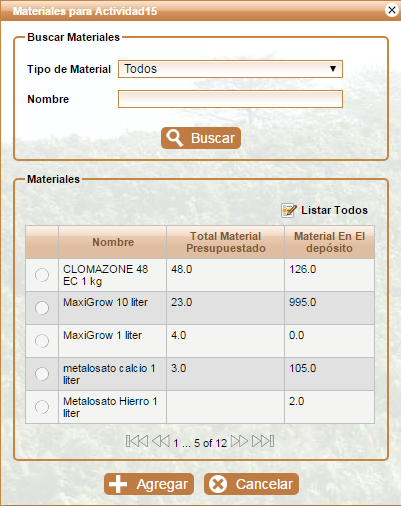 Materiales para Actividad15
Buscar Materiales
Tipo de Material Todos
Nombre
Buscar
Materiales
Listar Todos
Nombre Total Material Presupuestado Material En El depósito
CLOMAZONE 48 EC 1 kg 48.0 126.0
MaxiGrow 10 liter 23.0 995.0
MaxiGrow 1 liter 4.0 0.0
metalosato calcio 1 liter 3.0 105.0
Metalosato Hierro 1 liter 2.0
1 ... 5 of 12
Agregar Cancelar